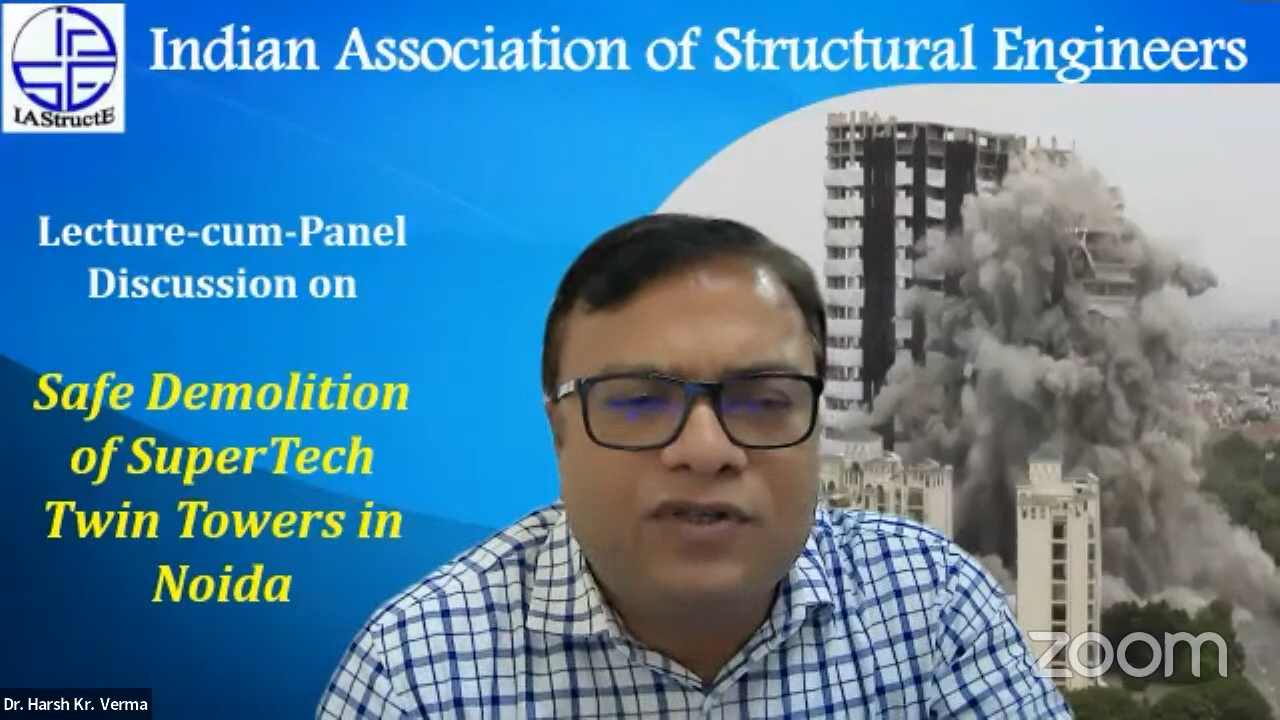 Indian Association of Structural Engineers
IAStructE
Lecture-cum-Panel
Discussion on
Safe Demolition
of SuperTech
Twin Towers in
Noida
zoom
Dr. Harsh Kr. Verma